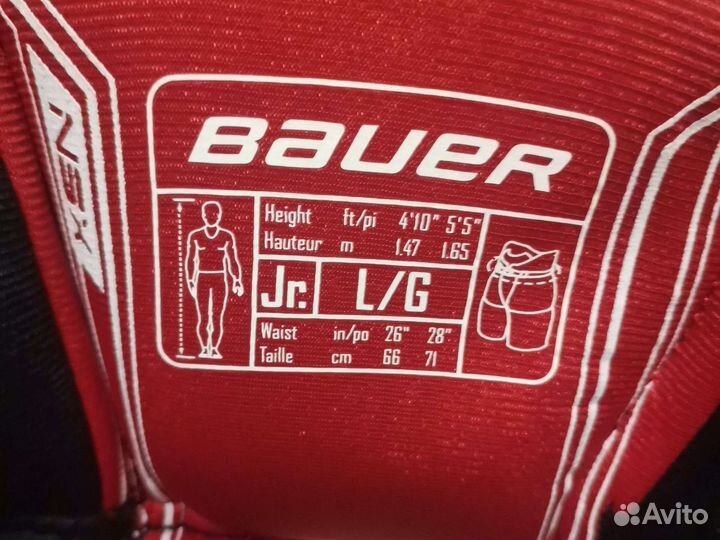 NEX
BAUER
Height ft/pi 4'10" 5'5"
Hauteur m 1.47 1.65
Jr. L/G
Waist in/po 26" 28"
Taille cm 66 71
Avito